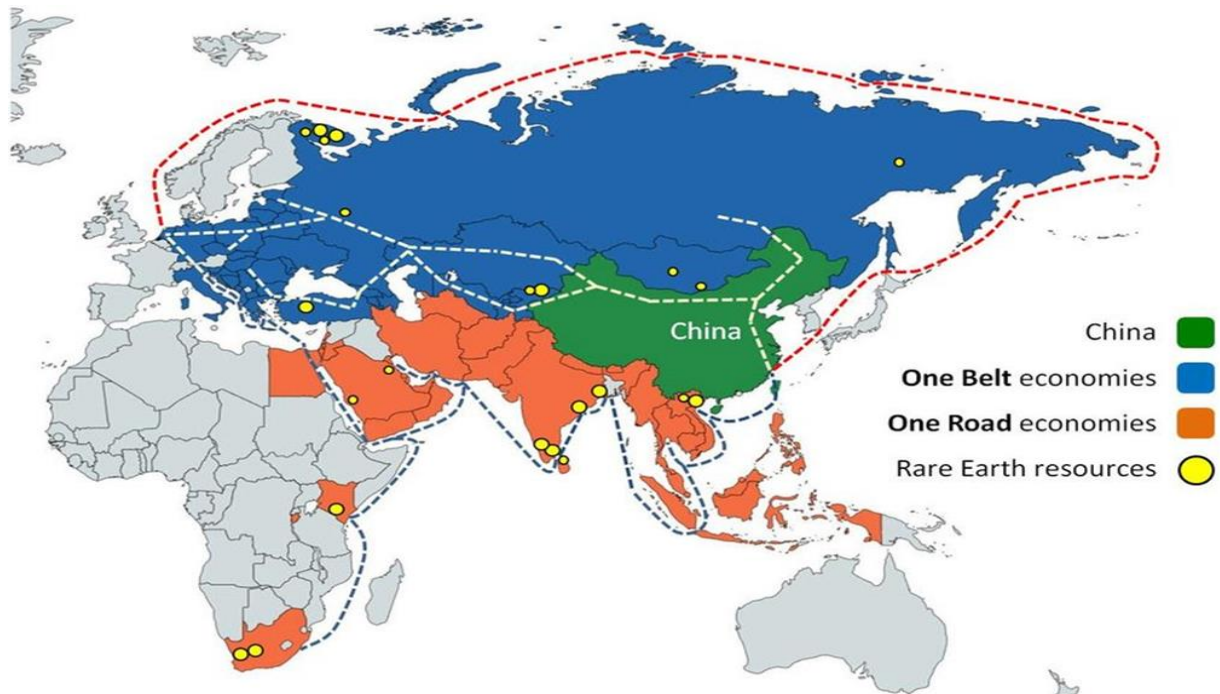 China
China
One Belt economies
One Road economies
Rare Earth resources